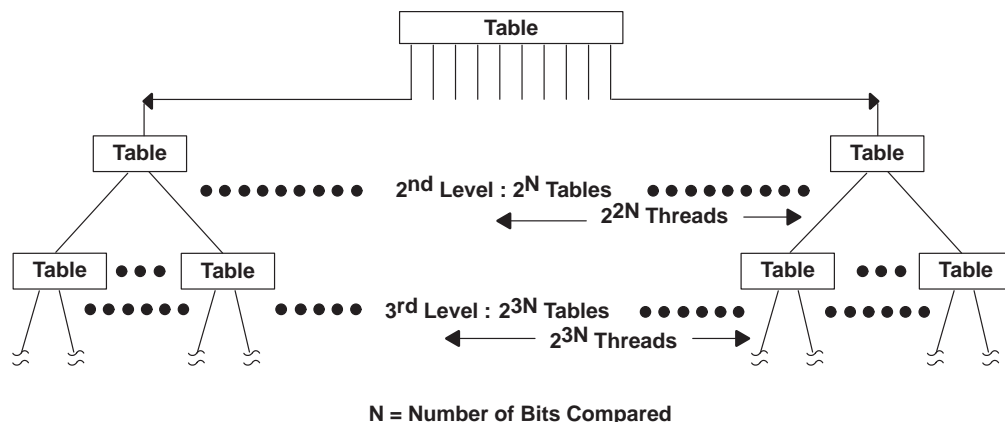 Table
Table
Table
2nd Level : 2N Tables
22N Threads
Table
Table
Table
Table
3rd Level : 23N Tables
23N Threads
N = Number of Bits Compared